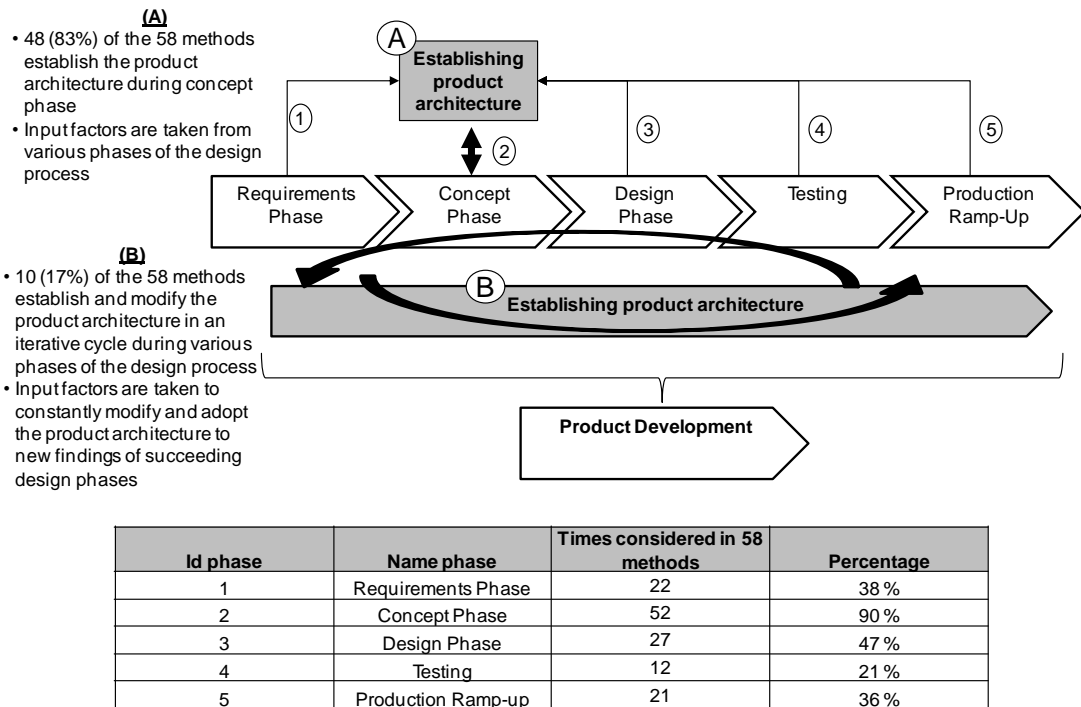 (A)
• 48 (83%) of the 58 methods
establish the product
architecture during concept
phase
• Input factors are taken from
various phases of the design
process
A
Establishing
product
architecture
1
2
3
4
5
Requirements
Phase
Concept
Phase
Design
Phase
Testing
Production
Ramp-Up
(B)
• 10 (17%) of the 58 methods
establish and modify the
product architecture in an
iterative cycle during various
phases of the design process
• Input factors are taken to
constantly modify and adopt
the product architecture to
new findings of succeeding
design phases
B
Establishing product architecture
Product Development
Id phase Name phase Times considered in 58 methods Percentage
1 Requirements Phase 22 38 %
2 Concept Phase 52 90 %
3 Design Phase 27 47 %
4 Testing 12 21 %
5 Production Ramp-up 21 36 %